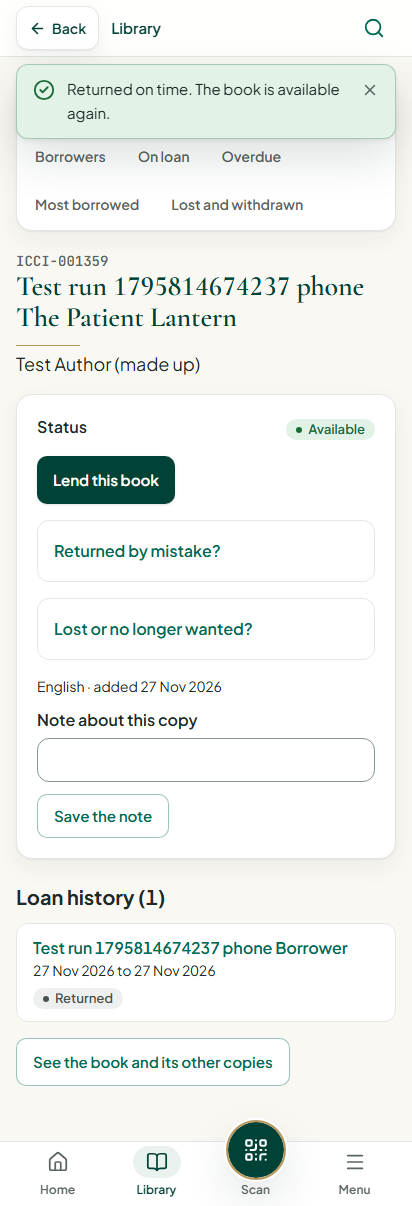 Back
Library
Returned on time. The book is available
again.
Borrowers
On loan
Overdue
Most borrowed
Lost and withdrawn
ICCI-001359
Test run 1795814674237 phone
The Patient Lantern
Test Author (made up)
Status
Available
Lend this book
Returned by mistake?
Lost or no longer wanted?
English · added 27 Nov 2026
Note about this copy
Save the note
Loan history (1)
Test run 1795814674237 phone Borrower
27 Nov 2026 to 27 Nov 2026
Returned
See the book and its other copies
Home
Library
Scan
Menu